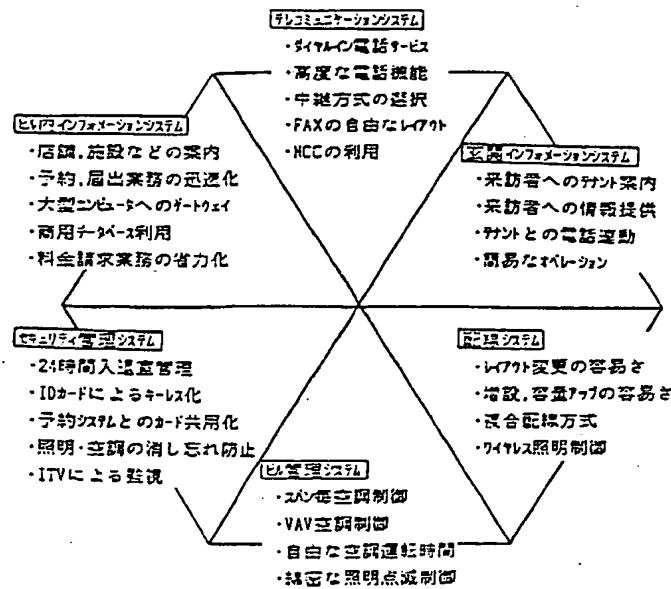 テレコミュニケーションシステム
・ダイヤルイン電話サービス
・高度な電話機能
・中継方式の選択
・FAXの自由なレイアウト
・MCCの利用
ビル内インフォメーションシステム
・店舗,施設などの案内
・予約,届出業務の迅速化
・大型コンピュータへのゲートウェイ
・商用データベース利用
・料金請求業務の省力化
玄関インフォメーションシステム
・来訪者へのテナント案内
・来訪者への情報提供
・テナントとの電話連動
・簡易なオペレーション
セキュリティ管理システム
・24時間入退室管理
・IDカードによるキーレス化
・予約システムとのカード共用化
・照明・空調の消し忘れ防止
・ITVによる監視
配線システム
・レイアウト変更の容易さ
・増設,容量アップの容易さ
・複合配線方式
・ワイヤレス照明制御
ビル管理システム
・スパン毎空調制御
・VAV空調制御
・自由な空調運転時間
・綿密な照明点滅制御